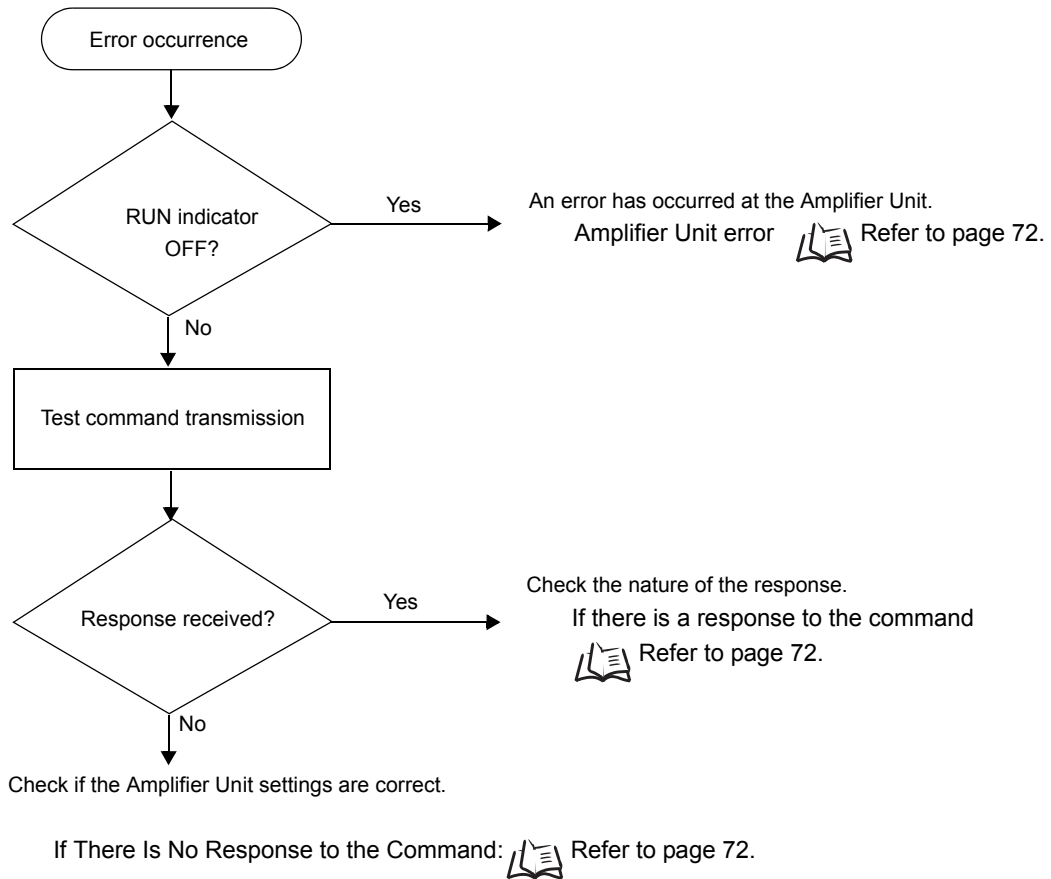 Error occurrence
RUN indicator
OFF?
Yes
An error has occurred at the Amplifier Unit.
Amplifier Unit error Refer to page 72.
No
Test command transmission
Response received?
Yes
Check the nature of the response.
If there is a response to the command
Refer to page 72.
No
Check if the Amplifier Unit settings are correct.
If There Is No Response to the Command: Refer to page 72.